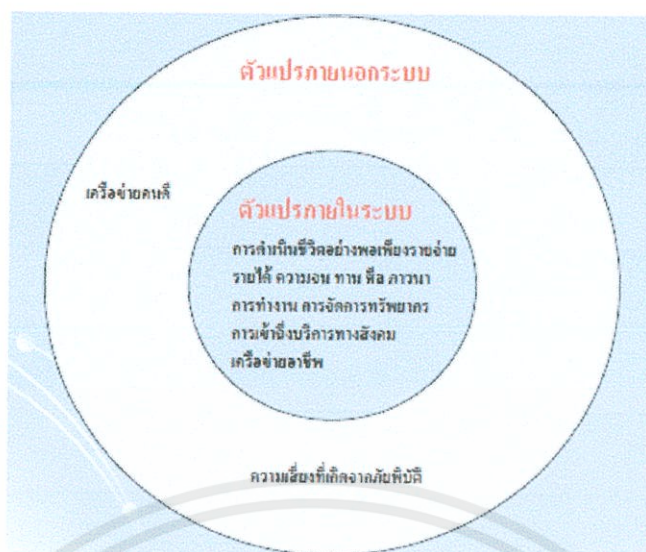 ตัวแปรภายนอกระบบ
เครือข่ายคนดี
ตัวแปรภายในระบบ
การดำเนินชีวิตอย่างพอเพียงรายจ่าย
รายได้ ความจน ทาน ศีล ภาวนา
การทำงาน การจัดการทรัพยากร
การเข้าถึงบริการทางสังคม
เครือข่ายอาชีพ
ความเสี่ยงที่เกิดจากภัยพิบัติ